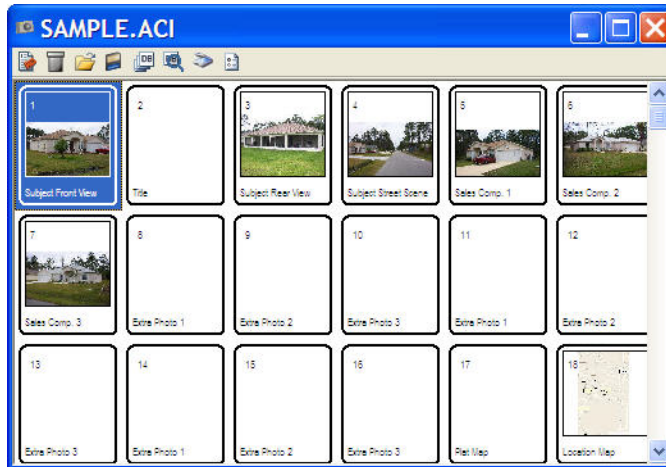 SAMPLE.ACI
DB
1
2
3
4
5
6
Subject Front View
Title
Subject Rear View
Subject Street Scene
Sales Comp. 1
Sales Comp. 2
7
8
9
10
11
12
Sales Comp. 3
Extra Photo 1
Extra Photo 2
Extra Photo 3
Extra Photo 1
Extra Photo 2
13
14
15
16
17
18
Extra Photo 3
Extra Photo 1
Extra Photo 2
Extra Photo 3
Plat Map
Location Map